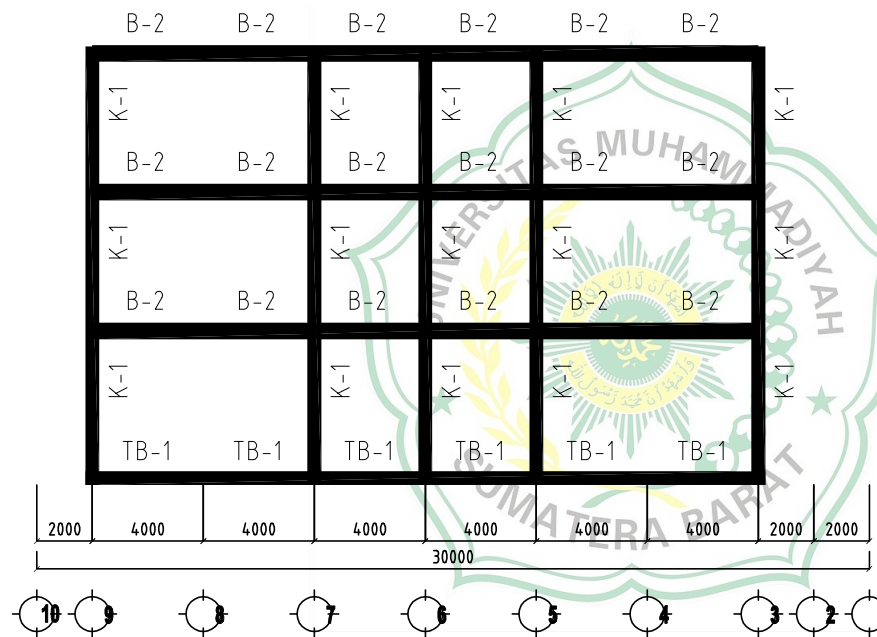 B-2 B-2 B-2 B-2 B-2 B-2
K-1 K-1 K-1 K-1 K-1
B-2 B-2 B-2 B-2 B-2 B-2
K-1 K-1 K-1 K-1 K-1
B-2 B-2 B-2 B-2 B-2 B-2
K-1 K-1 K-1 K-1 K-1
TB-1 TB-1 TB-1 TB-1 TB-1 TB-1
2000 4000 4000 4000 4000 4000 4000 2000 2000
30000
10 9 8 7 6 5 4 3 2
UNIVERSITAS MUHAMMADIYAH
SUMATERA BARAT